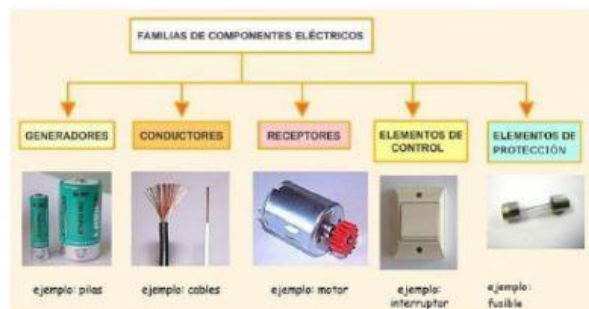 FAMILIAS DE COMPONENTES ELÉCTRICOS
GENERADORES
CONDUCTORES
RECEPTORES
ELEMENTOS DE
CONTROL
ELEMENTOS DE
PROTECCIÓN
ejemplo: pilas
ejemplo: cables
ejemplo: motor
ejemplo:
interruptor
ejemplo:
fusible